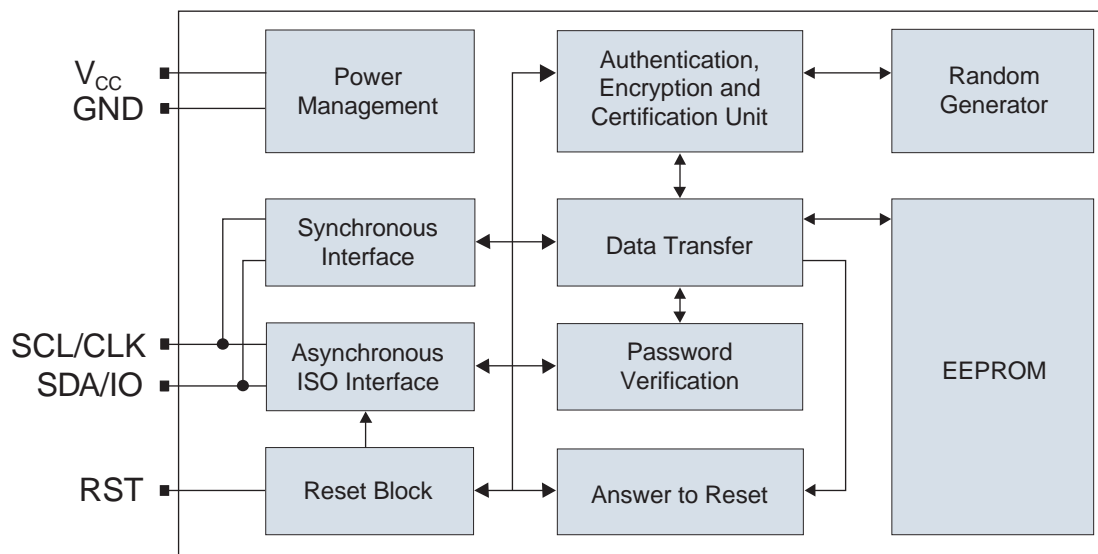 V_CC
GND
Power
Management
Authentication,
Encryption and
Certification Unit
Random
Generator
Synchronous
Interface
Data Transfer
SCL/CLK
SDA/IO
Asynchronous
ISO Interface
Password
Verification
EEPROM
RST
Reset Block
Answer to Reset